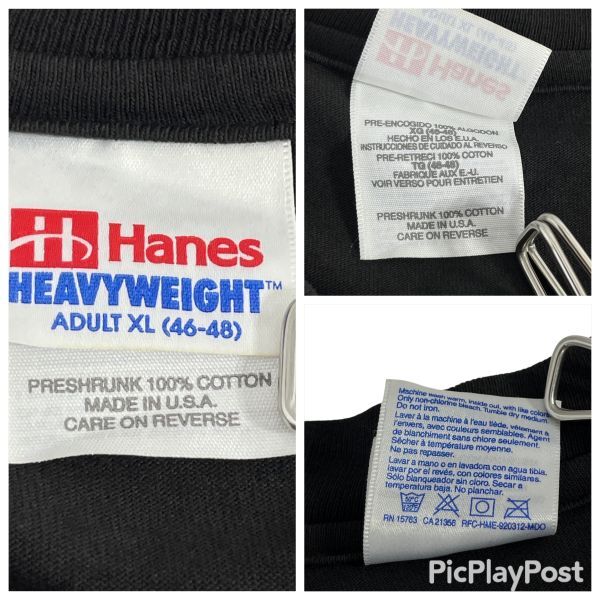 Hanes
HEAVYWEIGHT™
ADULT XL (46-48)
PRESHRUNK 100% COTTON
MADE IN U.S.A.
CARE ON REVERSE
HEAVYWEIGHT
Hanes
PRE-ENCOGIDO 100% ALGODON
XG (46-48)
HECHO EN LOS E.U.A.
INSTRUCCIONES DE CUIDADO AL REVERSO
PRE-RETRECI 100% COTON
TG (46-48)
FABRIQUE AUX E.-U.
VOIR VERSO POUR ENTRETIEN
PRESHRUNK 100% COTTON
MADE IN U.S.A.
CARE ON REVERSE
Machine wash warm, inside out, with like colors.
Only non-chlorine bleach. Tumble dry medium.
Do not iron.
Laver à la machine à l'eau tiède, vêtement à
l'envers, avec couleurs semblables. Agent
de blanchiment sans chlore seulement.
Sécher à température moyenne.
Ne pas repasser.
Lavar a mano o en lavadora con agua tibia,
lavar por el revés, con colores similares.
Sólo blanqueador sin cloro. Secar a
temperatura baja. No planchar.
50°C
RN 15763 CA 21356 RFC-HME-920312-MDO
PicPlayPost